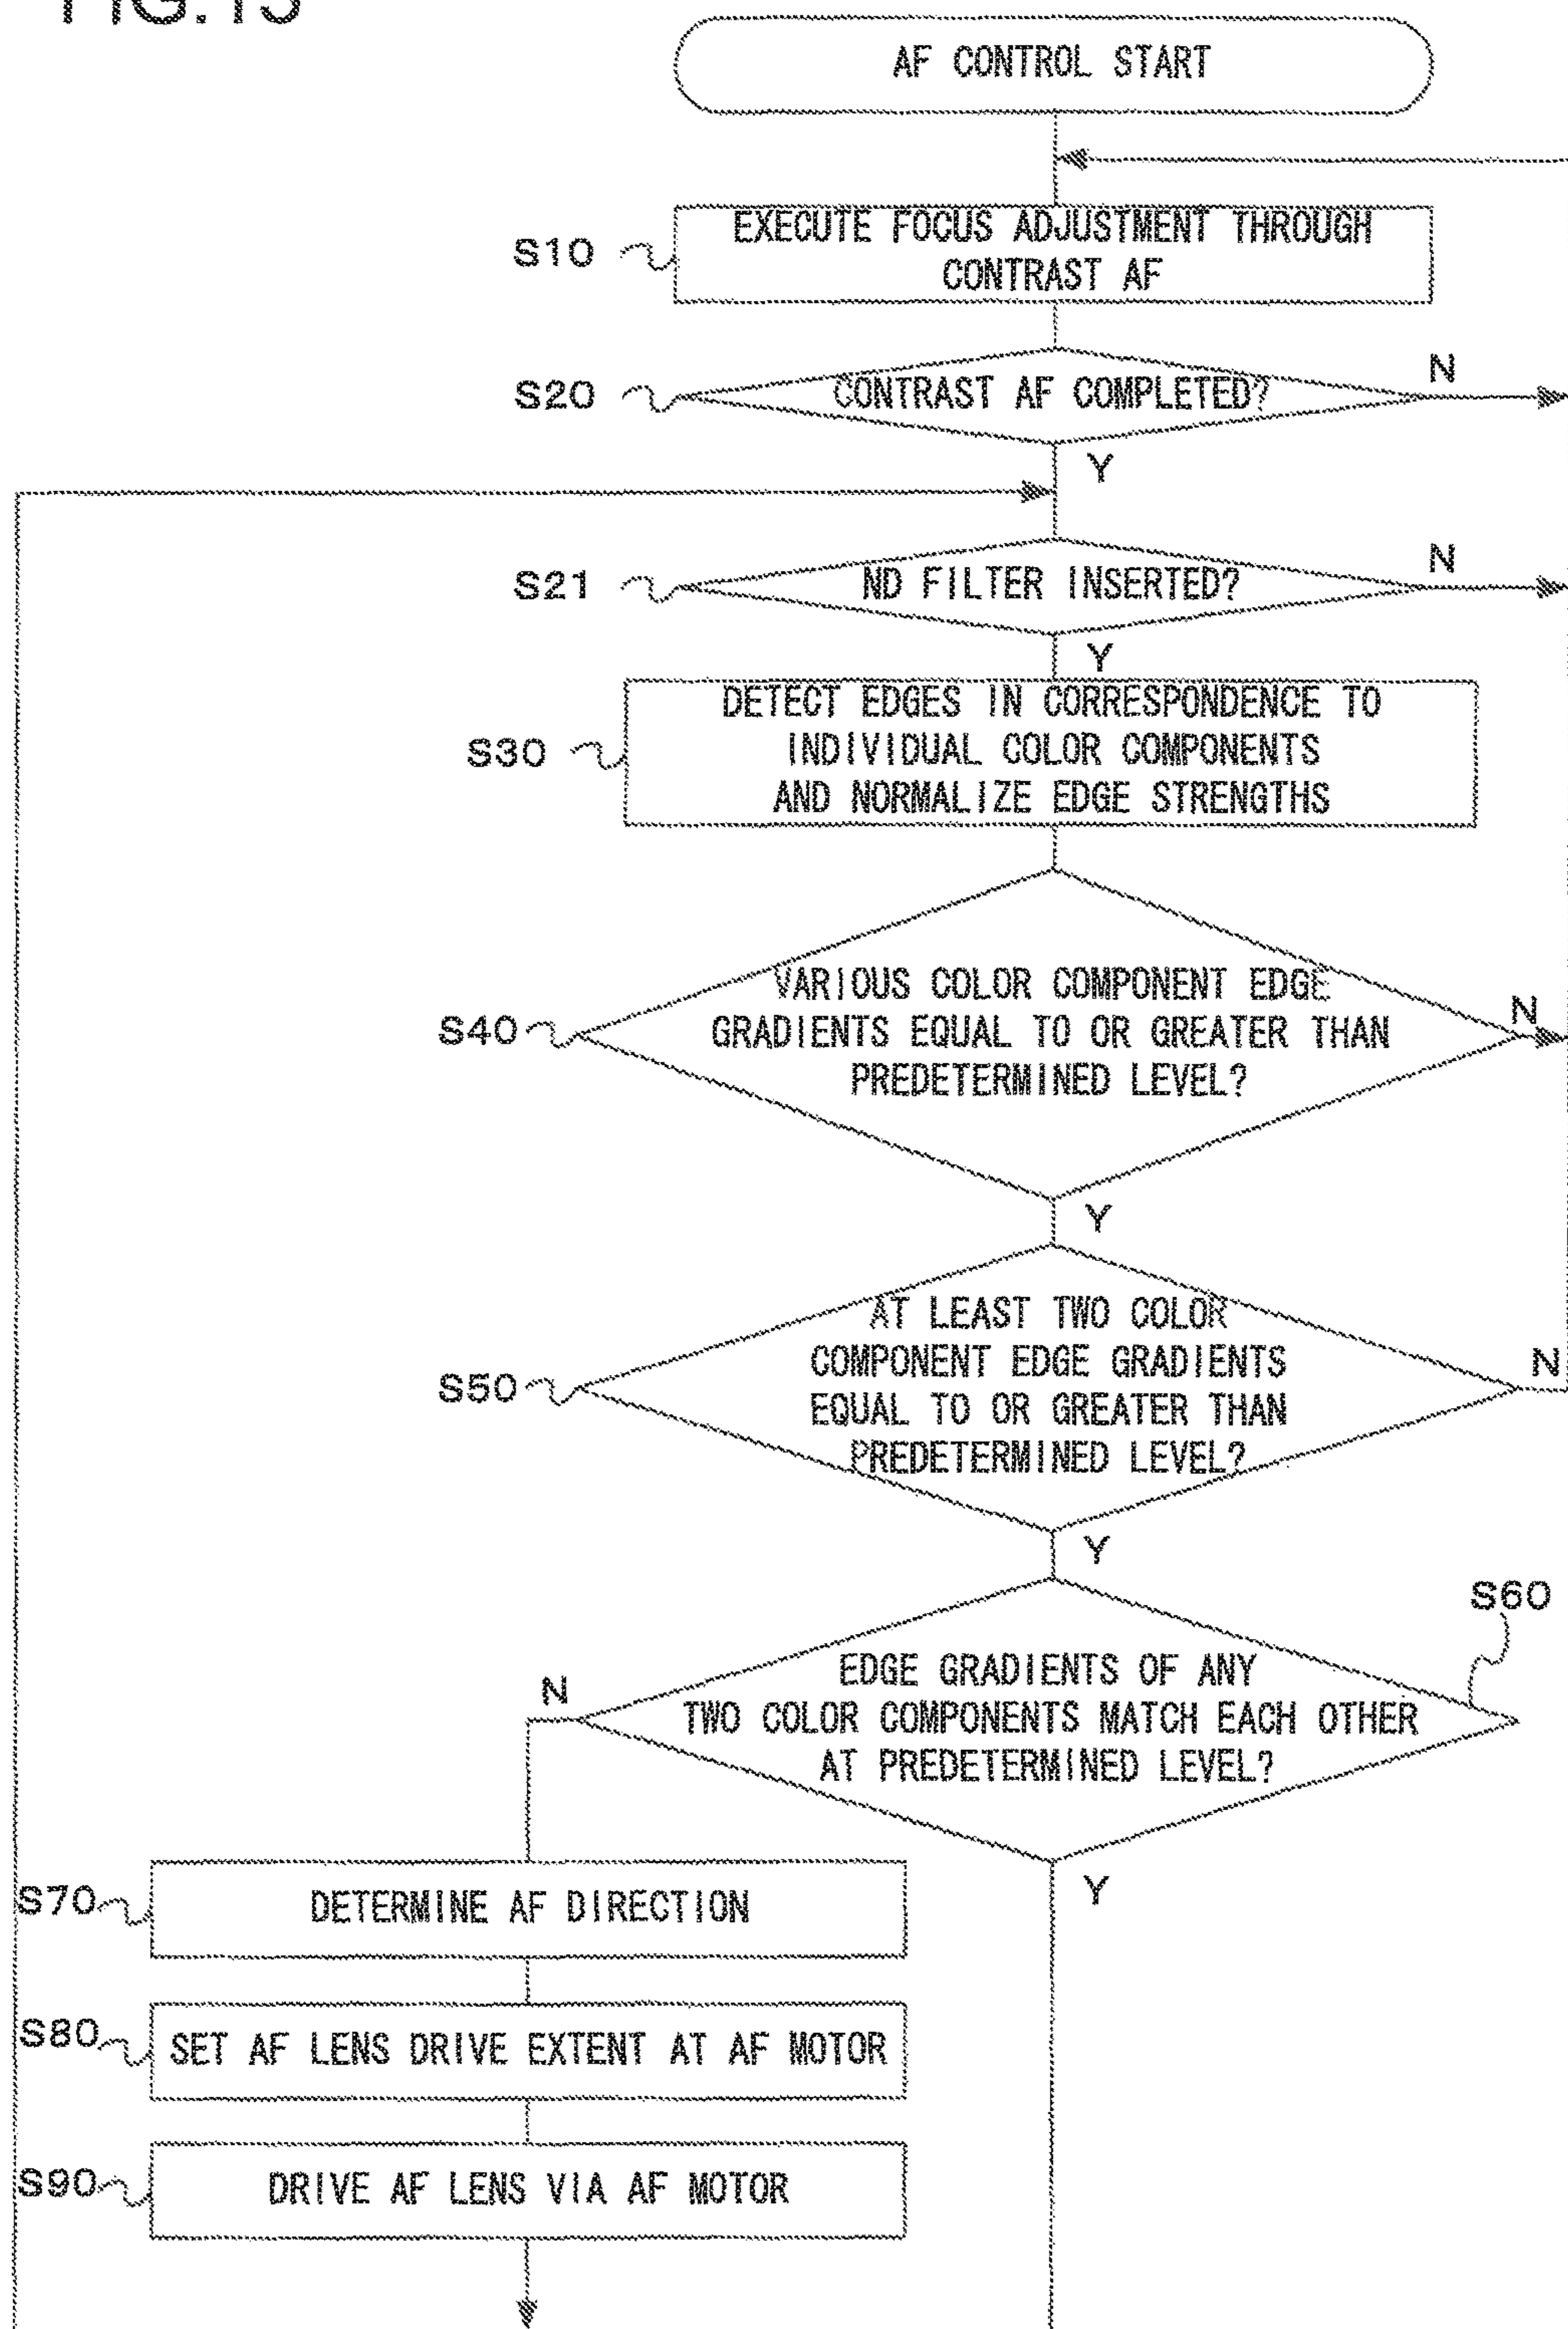 FIG.13
AF CONTROL START
S10
EXECUTE FOCUS ADJUSTMENT THROUGH
CONTRAST AF
S20
CONTRAST AF COMPLETED?
N
Y
S21
ND FILTER INSERTED?
N
Y
S30
DETECT EDGES IN CORRESPONDENCE TO
INDIVIDUAL COLOR COMPONENTS
AND NORMALIZE EDGE STRENGTHS
S40
VARIOUS COLOR COMPONENT EDGE
GRADIENTS EQUAL TO OR GREATER THAN
PREDETERMINED LEVEL?
N
Y
S50
AT LEAST TWO COLOR
COMPONENT EDGE GRADIENTS
EQUAL TO OR GREATER THAN
PREDETERMINED LEVEL?
N
Y
S60
EDGE GRADIENTS OF ANY
TWO COLOR COMPONENTS MATCH EACH OTHER
AT PREDETERMINED LEVEL?
N
Y
S70
DETERMINE AF DIRECTION
S80
SET AF LENS DRIVE EXTENT AT AF MOTOR
S90
DRIVE AF LENS VIA AF MOTOR